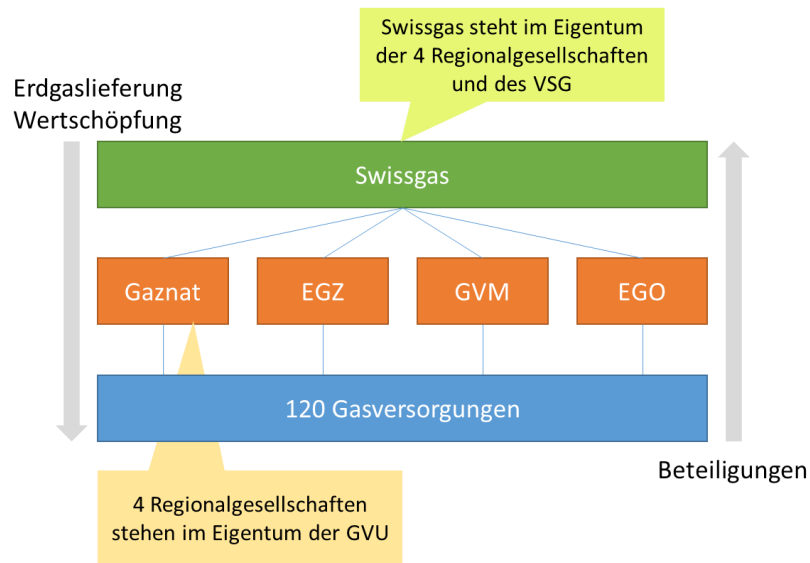 Swissgas steht im Eigentum
der 4 Regionalgesellschaften
und des VSG
Erdgaslieferung
Wertschöpfung
Swissgas
Gaznat
EGZ
GVM
EGO
120 Gasversorgungen
Beteiligungen
4 Regionalgesellschaften
stehen im Eigentum der GVU